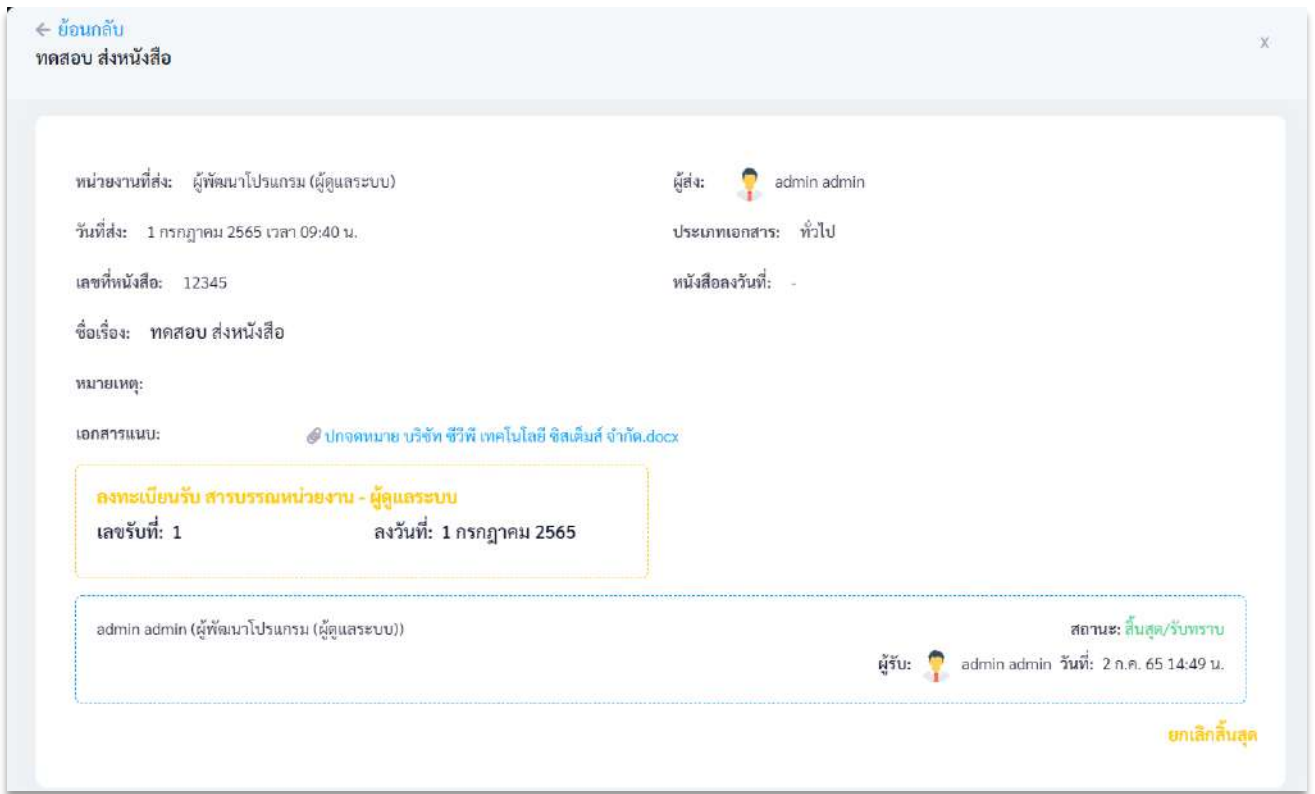 ← ย้อนกลับ
ทดสอบ ส่งหนังสือ
x
หน่วยงานที่ส่ง: ผู้พัฒนาโปรแกรม (ผู้ดูแลระบบ) ผู้ส่ง: admin admin
วันที่ส่ง: 1 กรกฎาคม 2565 เวลา 09:40 น. ประเภทเอกสาร: ทั่วไป
เลขที่หนังสือ: 12345 หนังสือลงวันที่: -
ชื่อเรื่อง: ทดสอบ ส่งหนังสือ
หมายเหตุ:
เอกสารแนบ: ปกจดหมาย บริษัท ซีวีพี เทคโนโลยี ซิสเต็มส์ จำกัด.docx
ลงทะเบียนรับ สารบรรณหน่วยงาน - ผู้ดูแลระบบ
เลขรับที่: 1 ลงวันที่: 1 กรกฎาคม 2565
admin admin (ผู้พัฒนาโปรแกรม (ผู้ดูแลระบบ)) สถานะ: สิ้นสุด/รับทราบ
ผู้รับ: admin admin วันที่: 2 ก.ค. 65 14:49 น.
ยกเลิกสิ้นสุด